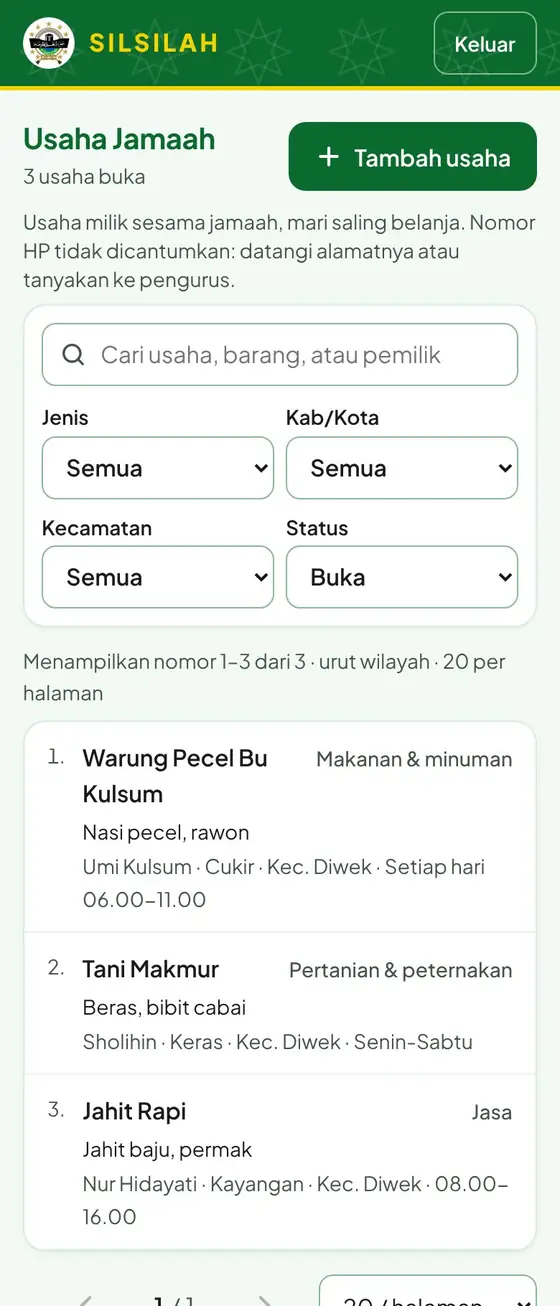 SILSILAH
Keluar
Usaha Jamaah
3 usaha buka
+ Tambah usaha
Usaha milik sesama jamaah, mari saling belanja. Nomor
HP tidak dicantumkan: datangi alamatnya atau
tanyakan ke pengurus.
Cari usaha, barang, atau pemilik
Jenis
Kab/Kota
Semua
Semua
Kecamatan
Status
Semua
Buka
Menampilkan nomor 1–3 dari 3 · urut wilayah · 20 per
halaman
1.
Warung Pecel Bu
Kulsum
Makanan & minuman
Nasi pecel, rawon
Umi Kulsum · Cukir · Kec. Diwek · Setiap hari
06.00–11.00
2.
Tani Makmur
Pertanian & peternakan
Beras, bibit cabai
Sholihin · Keras · Kec. Diwek · Senin-Sabtu
3.
Jahit Rapi
Jasa
Jahit baju, permak
Nur Hidayati · Kayangan · Kec. Diwek · 08.00–
16.00
1 / 1
20 / halaman